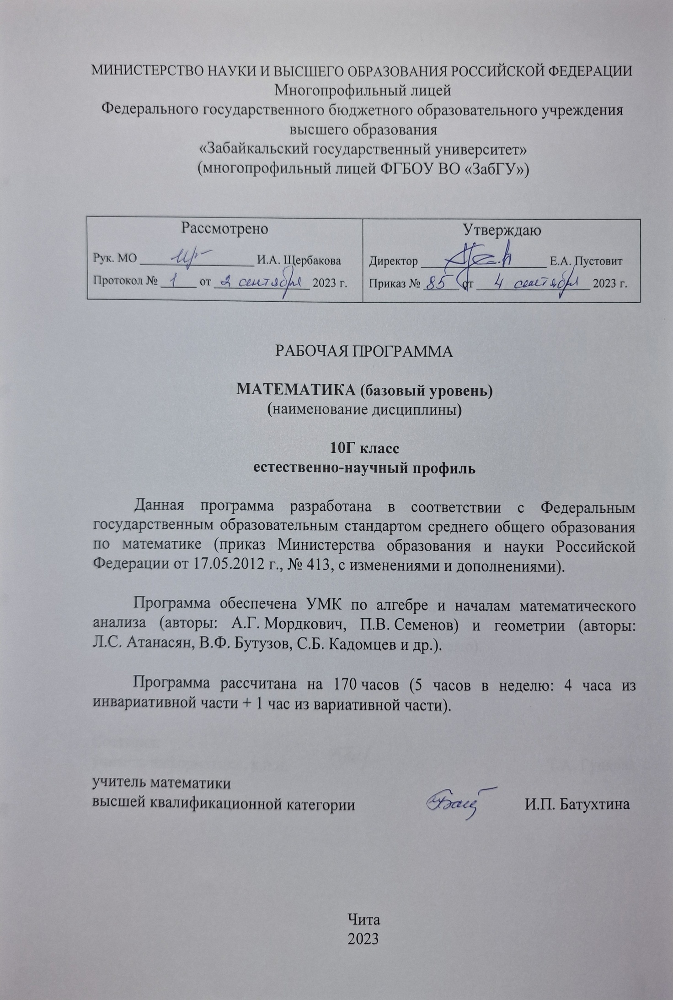 МИНИСТЕРСТВО НАУКИ И ВЫСШЕГО ОБРАЗОВАНИЯ РОССИЙСКОЙ ФЕДЕРАЦИИ
Многопрофильный лицей
Федерального государственного бюджетного образовательного учреждения
высшего образования
«Забайкальский государственный университет»
(многопрофильный лицей ФГБОУ ВО «ЗабГУ»)
Рассмотрено
Рук. МО И.А. Щербакова
Протокол № 1 от 2 сентября 2023 г.
Утверждаю
Директор Е.А. Пустовит
Приказ № 85 от 4 сентября 2023 г.
РАБОЧАЯ ПРОГРАММА
МАТЕМАТИКА (базовый уровень)
(наименование дисциплины)
10Г класс
естественно-научный профиль
Данная программа разработана в соответствии с Федеральным
государственным образовательным стандартом среднего общего образования
по математике (приказ Министерства образования и науки Российской
Федерации от 17.05.2012 г., № 413, с изменениями и дополнениями).
Программа обеспечена УМК по алгебре и началам математического
анализа (авторы: А.Г. Мордкович, П.В. Семенов) и геометрии (авторы:
Л.С. Атанасян, В.Ф. Бутузов, С.Б. Кадомцев и др.).
Программа рассчитана на 170 часов (5 часов в неделю: 4 часа из
инвариативной части + 1 час из вариативной части).
учитель математики
высшей квалификационной категории И.П. Батухтина
Чита
2023